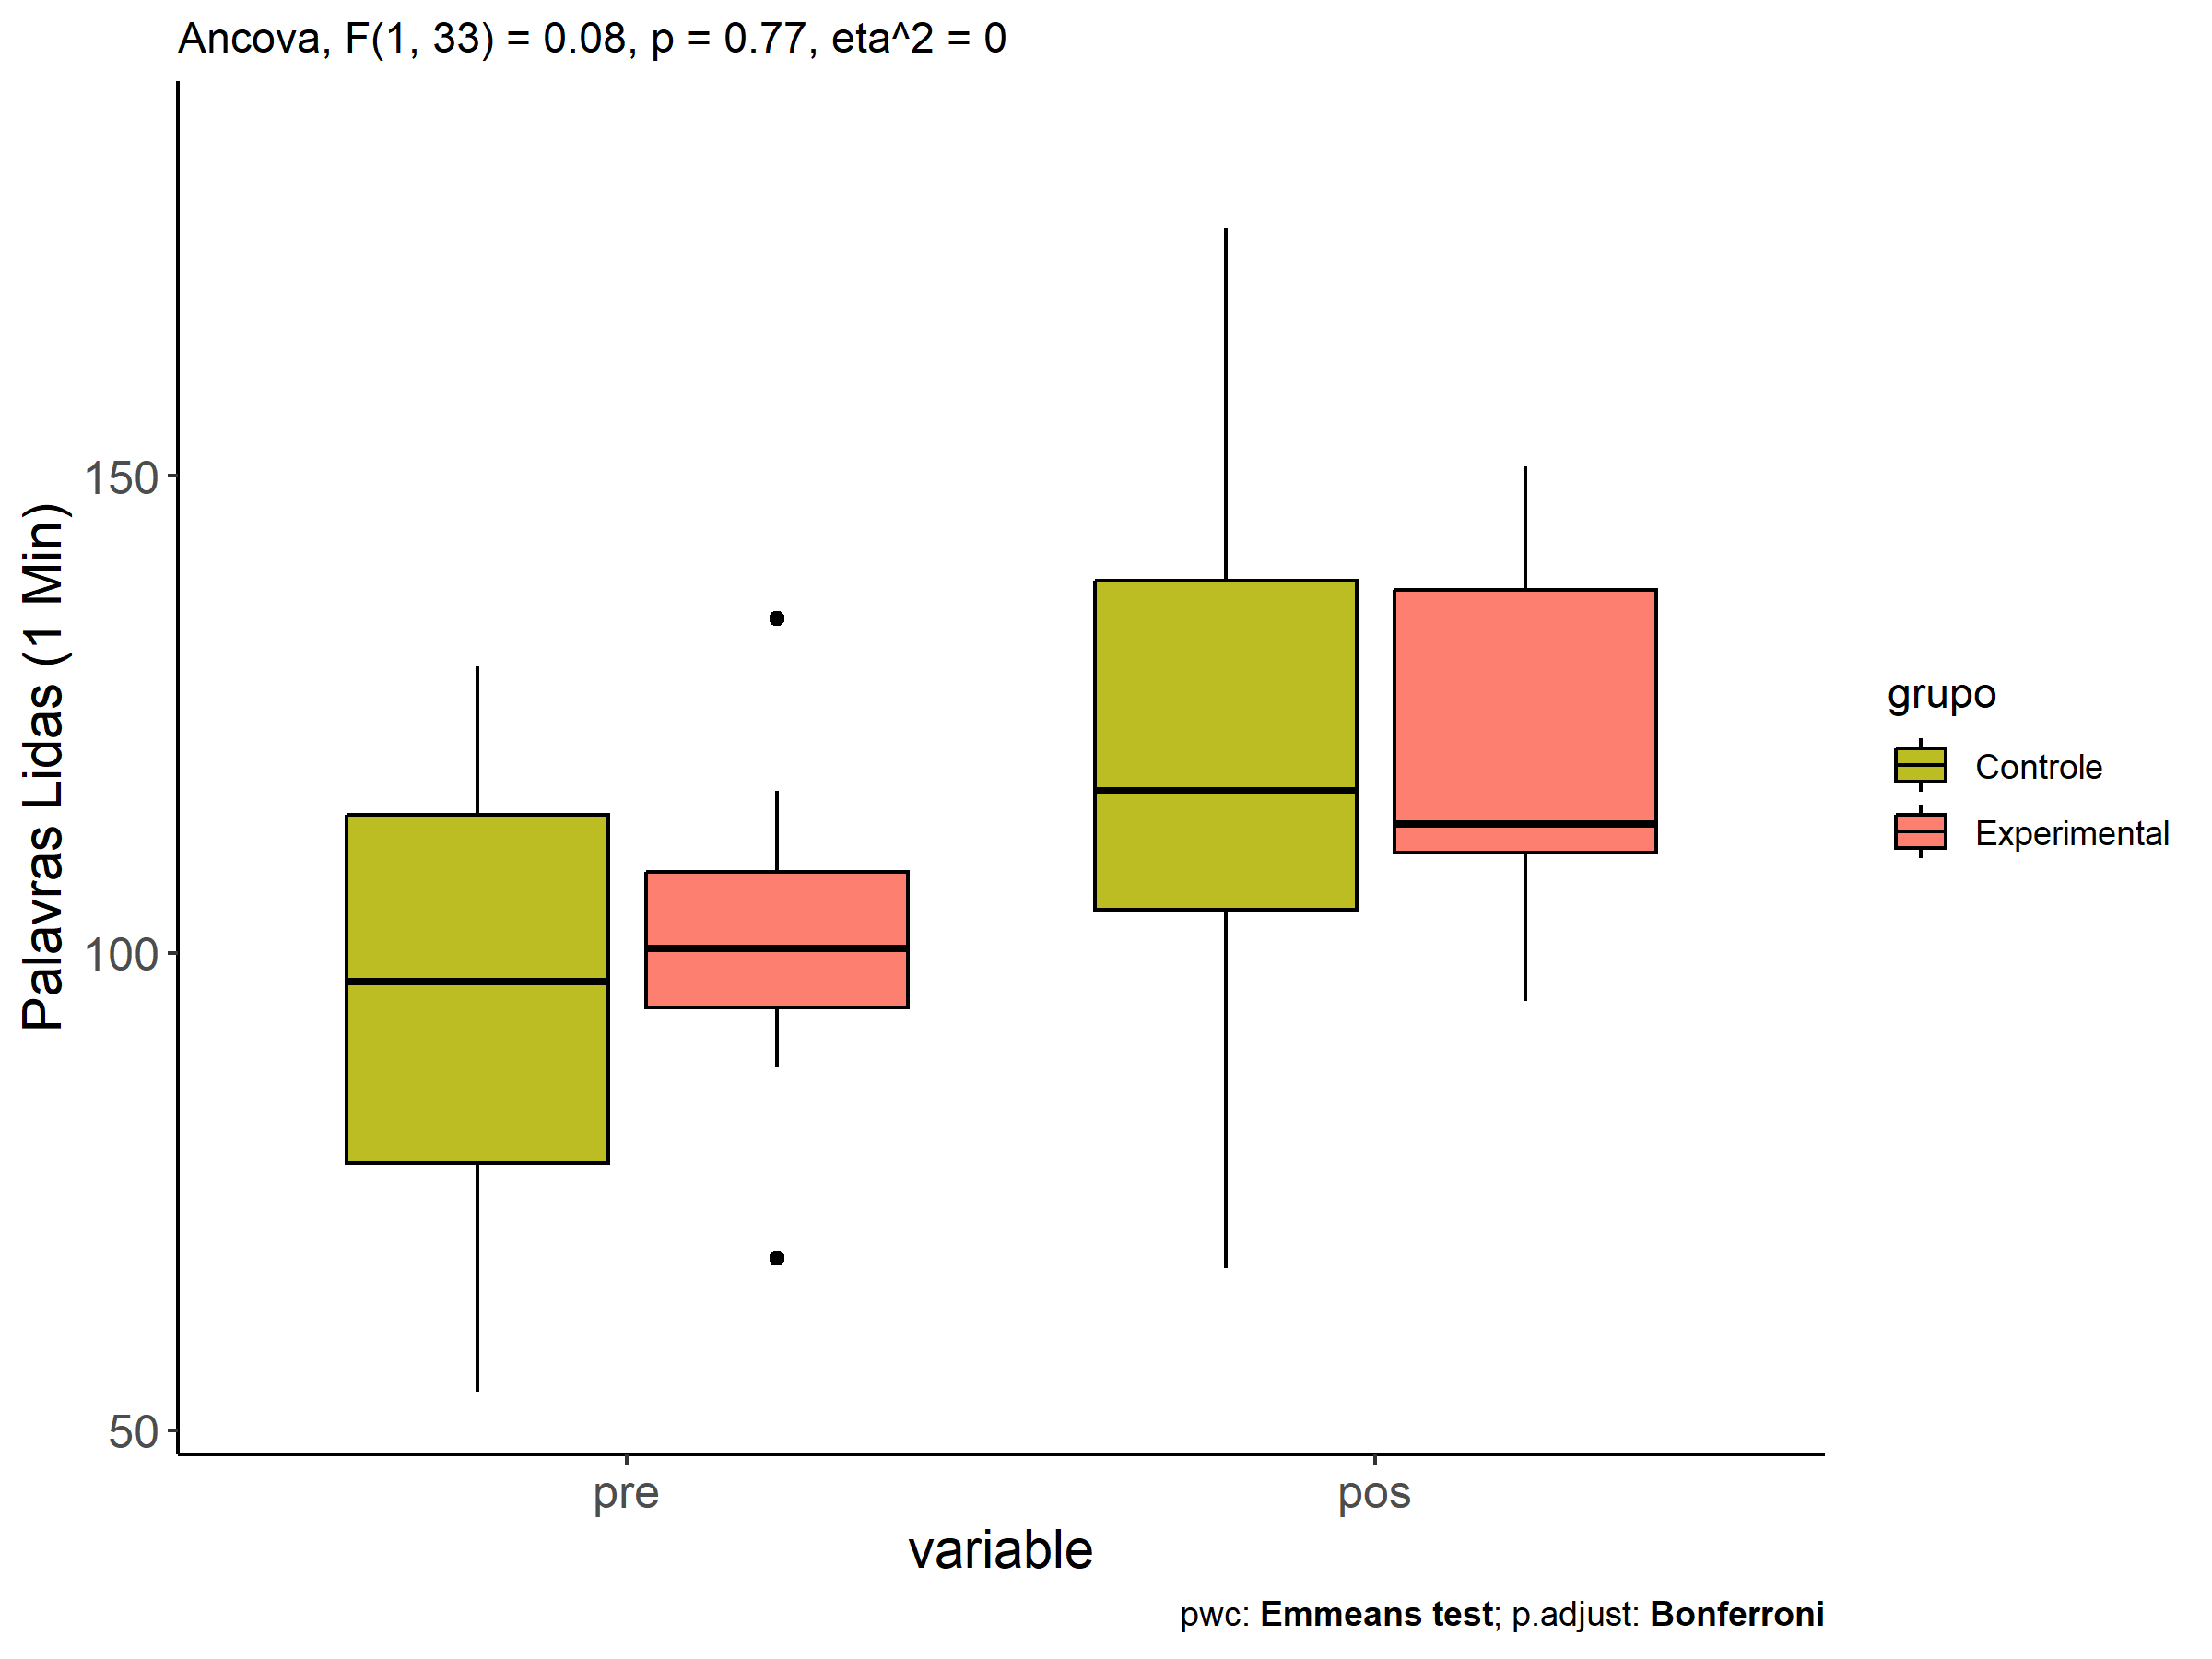 Ancova, F(1, 33) = 0.08, p = 0.77, eta^2 = 0
Palavras Lidas (1 Min)
150
100
50
pre
pos
variable
grupo
Controle
Experimental
pwc: Emmeans test; p.adjust: Bonferroni